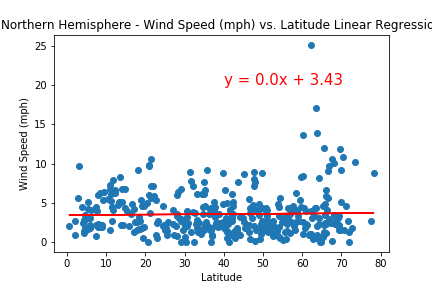 Northern Hemisphere - Wind Speed (mph) vs. Latitude Linear Regressio
25
20
15
10
5
0
Wind Speed (mph)
y = 0.0x + 3.43
0 10 20 30 40 50 60 70 80
Latitude